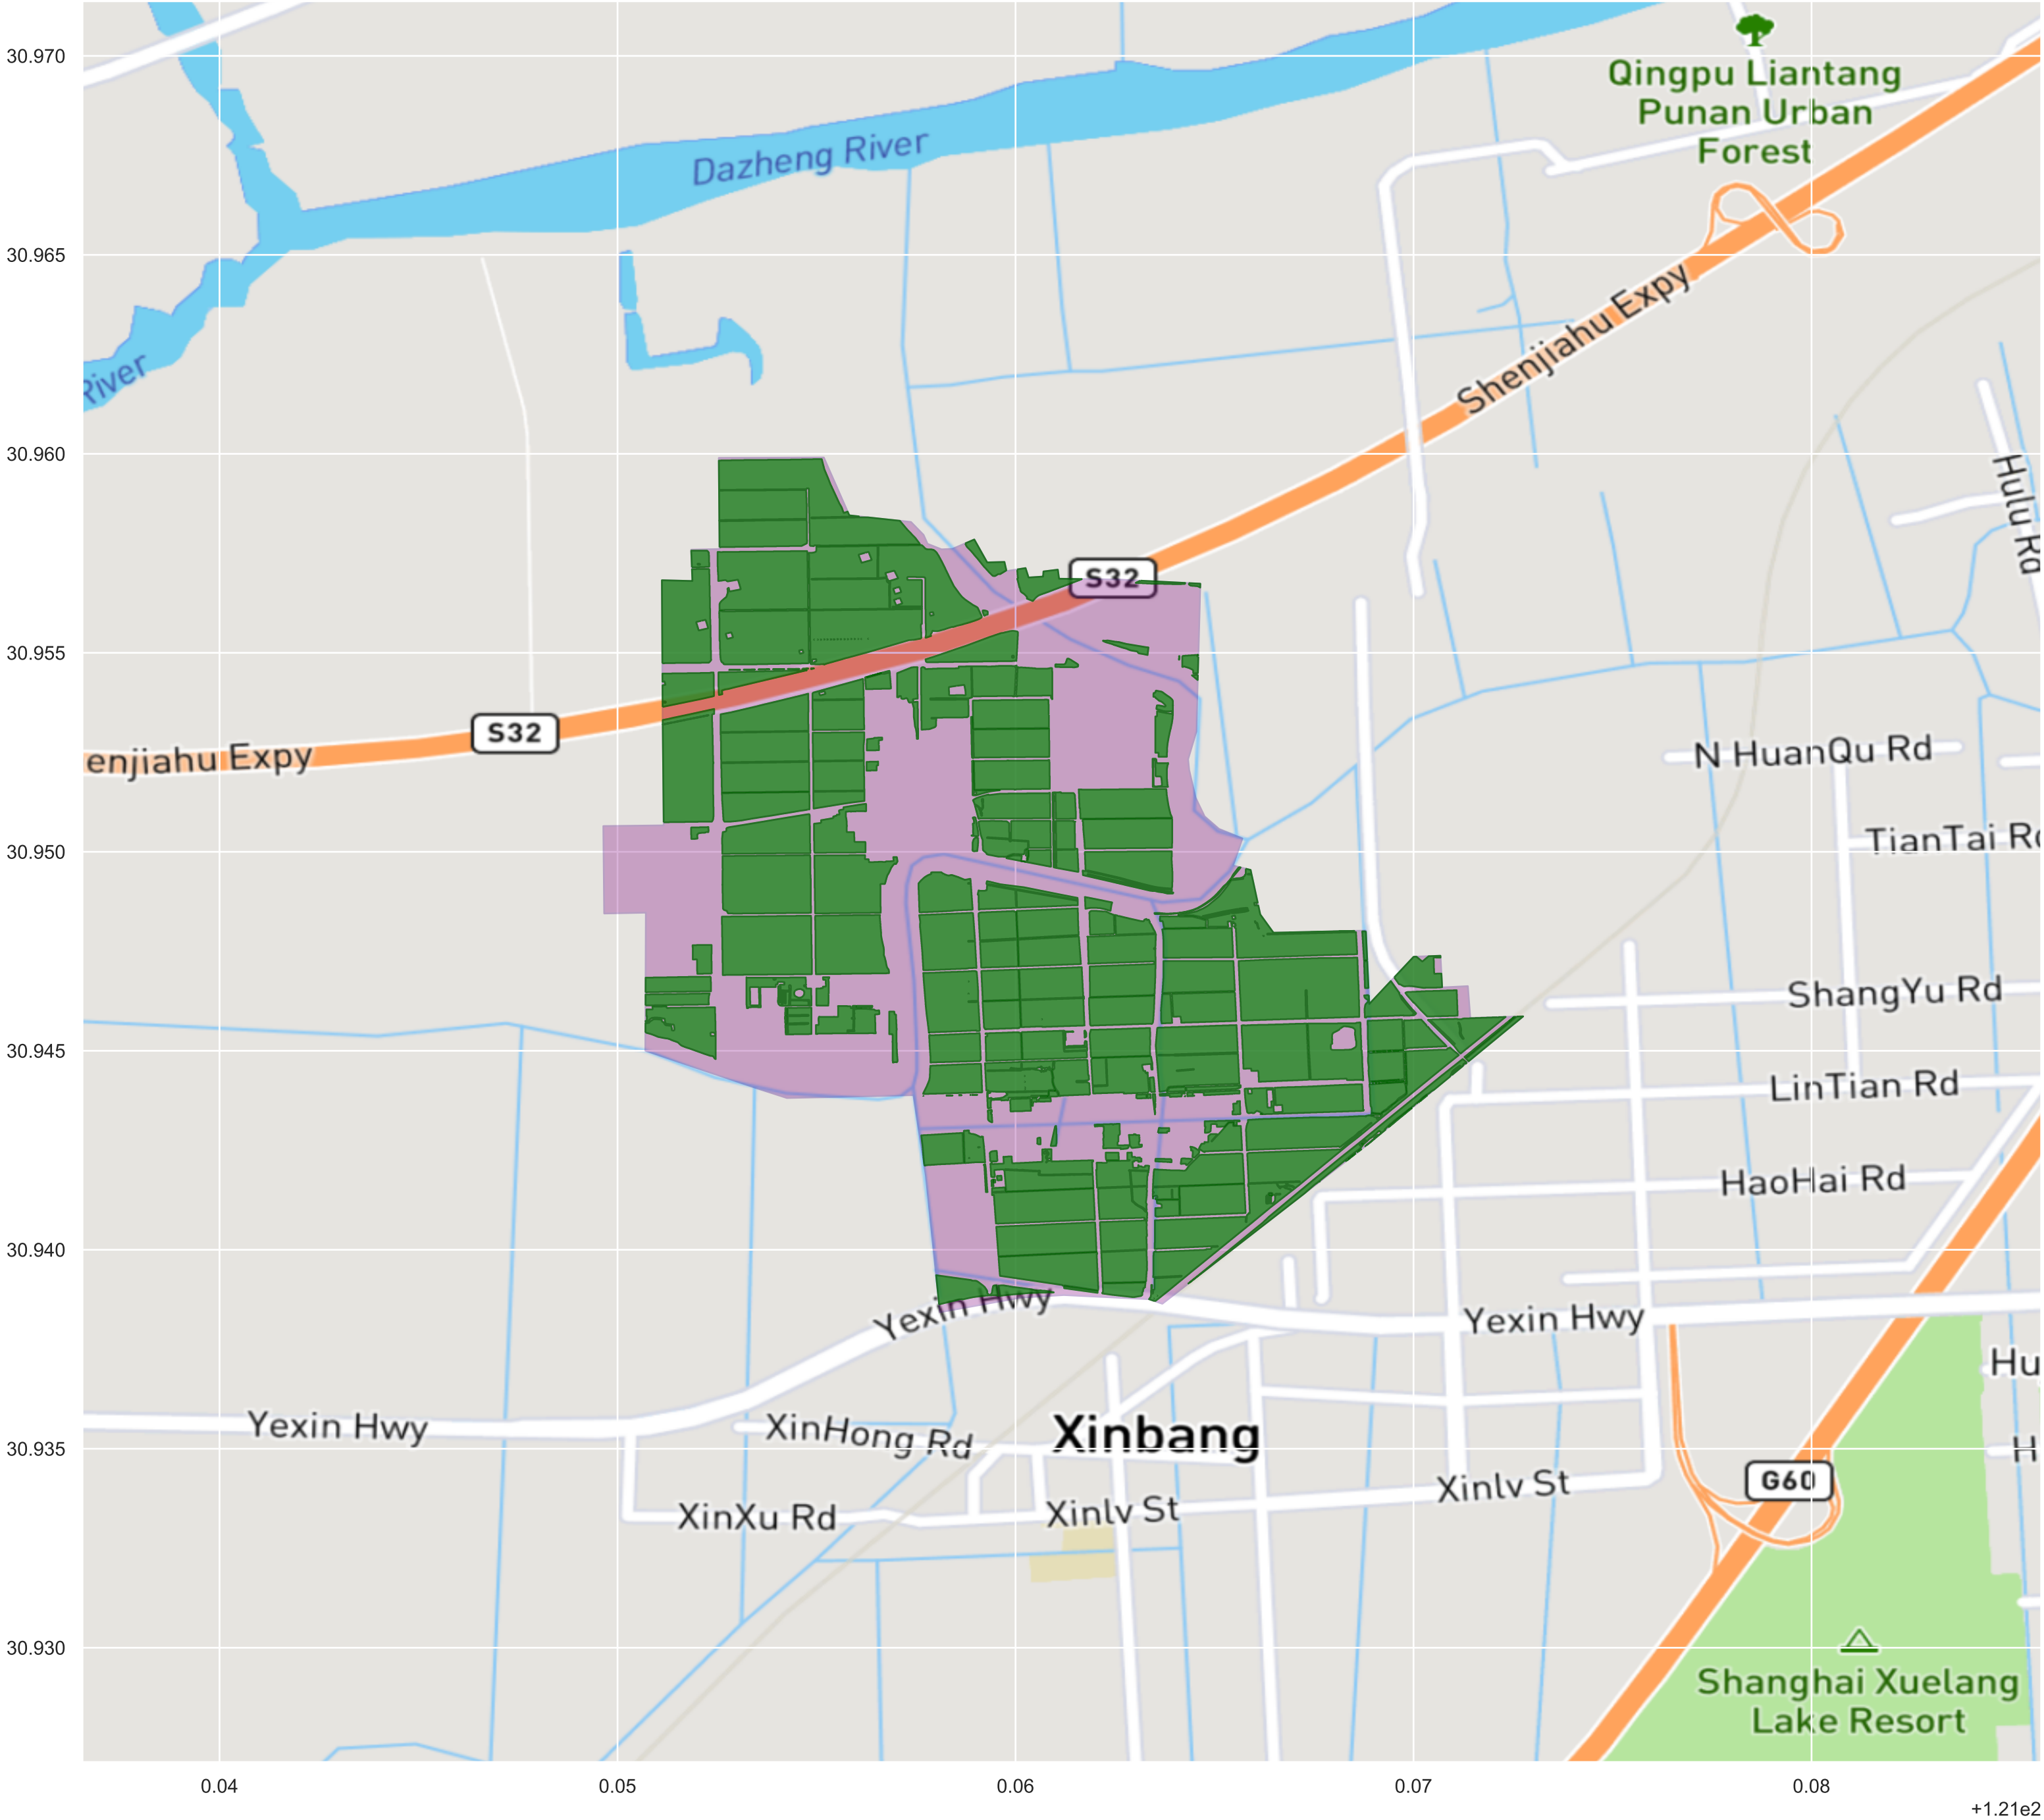 30.970
Qingpu Liantang
Punan Urban
Forest
Dazheng River
30.965
Shenjiahu Expy
River
30.960
Hulu Rd
S32
30.955
S32
enjiahu Expy
N HuanQu Rd
TianTai Rd
30.950
ShangYu Rd
30.945
LinTian Rd
HaoHai Rd
30.940
Yexin Hwy
Yexin Hwy
Hu
Yexin Hwy
XinHong Rd
Xinbang
30.935
H
G60
Xinlv St
XinXu Rd
Xinlv St
30.930
Shanghai Xuelang
Lake Resort
0.04
0.05
0.06
0.07
0.08
+1.21e2